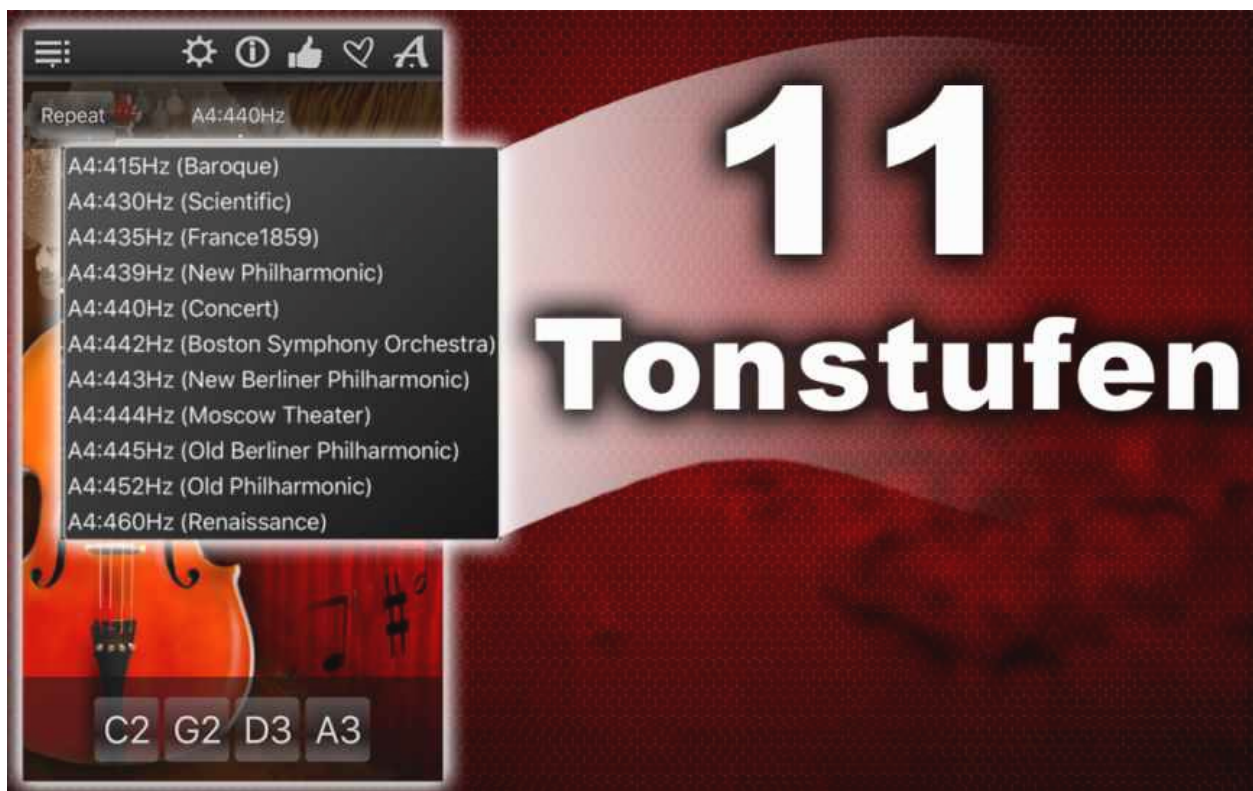 Repeat
A4:440Hz
A4:415Hz (Baroque)
A4:430Hz (Scientific)
A4:435Hz (France1859)
A4:439Hz (New Philharmonic)
A4:440Hz (Concert)
A4:442Hz (Boston Symphony Orchestra)
A4:443Hz (New Berliner Philharmonic)
A4:444Hz (Moscow Theater)
A4:445Hz (Old Berliner Philharmonic)
A4:452Hz (Old Philharmonic)
A4:460Hz (Renaissance)
C2 G2 D3 A3
11
Tonstufen